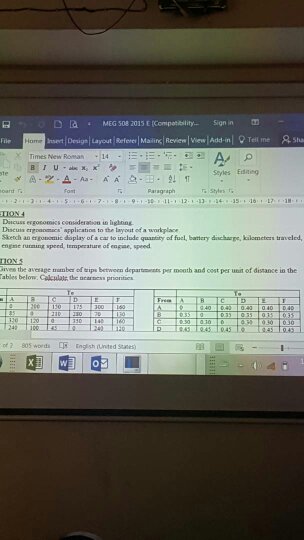 MEG 508 2015 E [Compatibility...
Sign in
File Home Insert Design Layout Referei Mailing Review View Add-in Tell me Sha
Times New Roman 14
Styles Editing
Font Paragraph Styles
TION 4
Discuss ergonomics consideration in lighting.
Discuss ergonomics' application to the layout of a workplace.
Sketch an ergonomic display of a car to include quantity of fuel, battery discharge, kilometers traveled,
engine running speed, temperature of engine, speed.
TION 5
Given the average number of trips between departments per month and cost per unit of distance in the
Tables below. Calculate the nearness priorities.
To
A B C D E F
0 200 150 175 300 160
85 0 210 280 70 130
320 120 0 350 140 160
240 100 45 0 240 120
To
From A B C D E F
A 0 0.40 0.40 0.40 0.40 0.40
B 0.35 0 0.35 0.35 0.35 0.35
C 0.30 0.30 0 0.30 0.30 0.30
D 0.45 0.45 0.45 0 0.45 0.45
of 7 805 words English (United States)